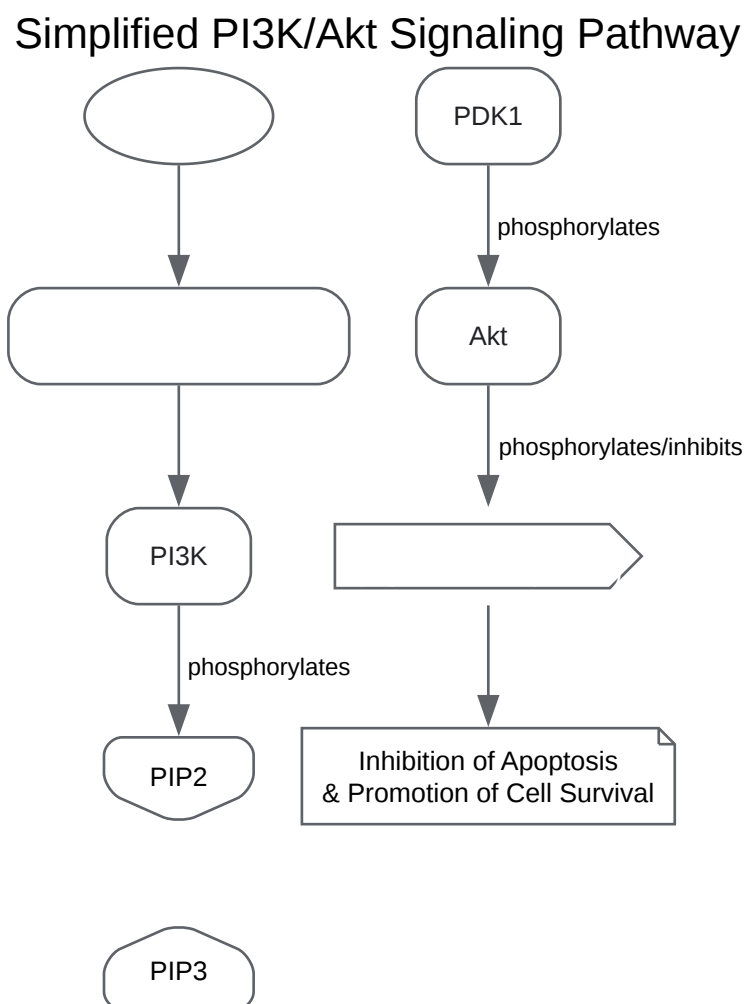 Simplified PI3K/Akt Signaling Pathway
PDK1
phosphorylates
Akt
phosphorylates/inhibits
PI3K
phosphorylates
Inhibition of Apoptosis
& Promotion of Cell Survival
PIP2
PIP3